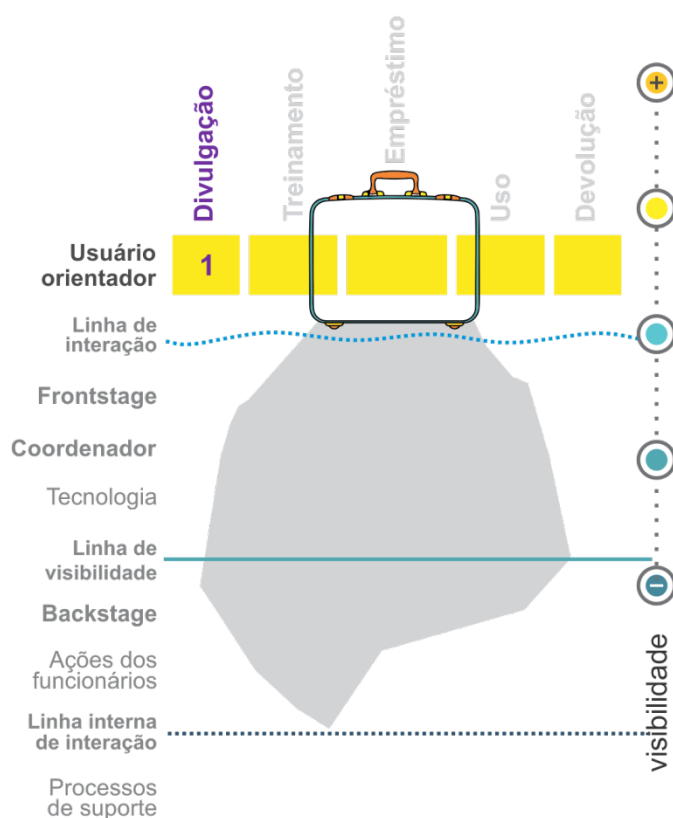 Divulgação
Treinamento
Empréstimo
Uso
Devolução
+
Usuário
orientador
1
Linha de
interação
Frontstage
Coordenador
Tecnologia
Linha de
visibilidade
Backstage
Ações dos
funcionários
Linha interna
de interação
Processos
de suporte
–
visibilidade